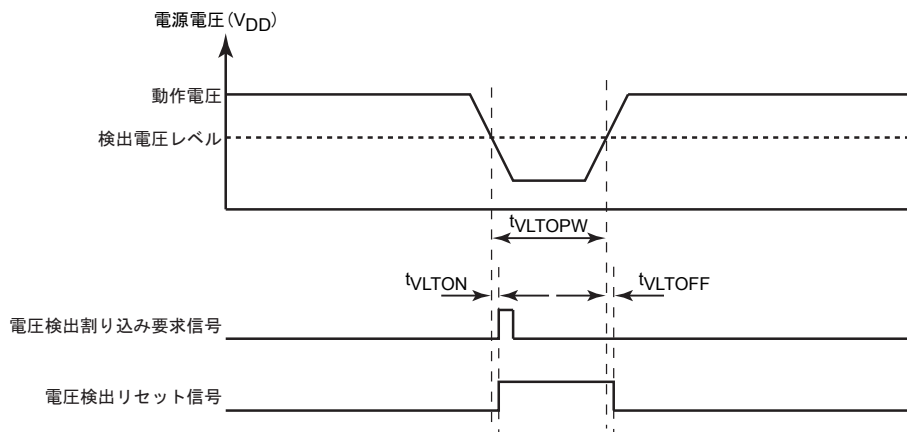 電源電圧(VDD)
動作電圧
検出電圧レベル
tVLTOPW
tVLTON
tVLTOFF
電圧検出割り込み要求信号
電圧検出リセット信号